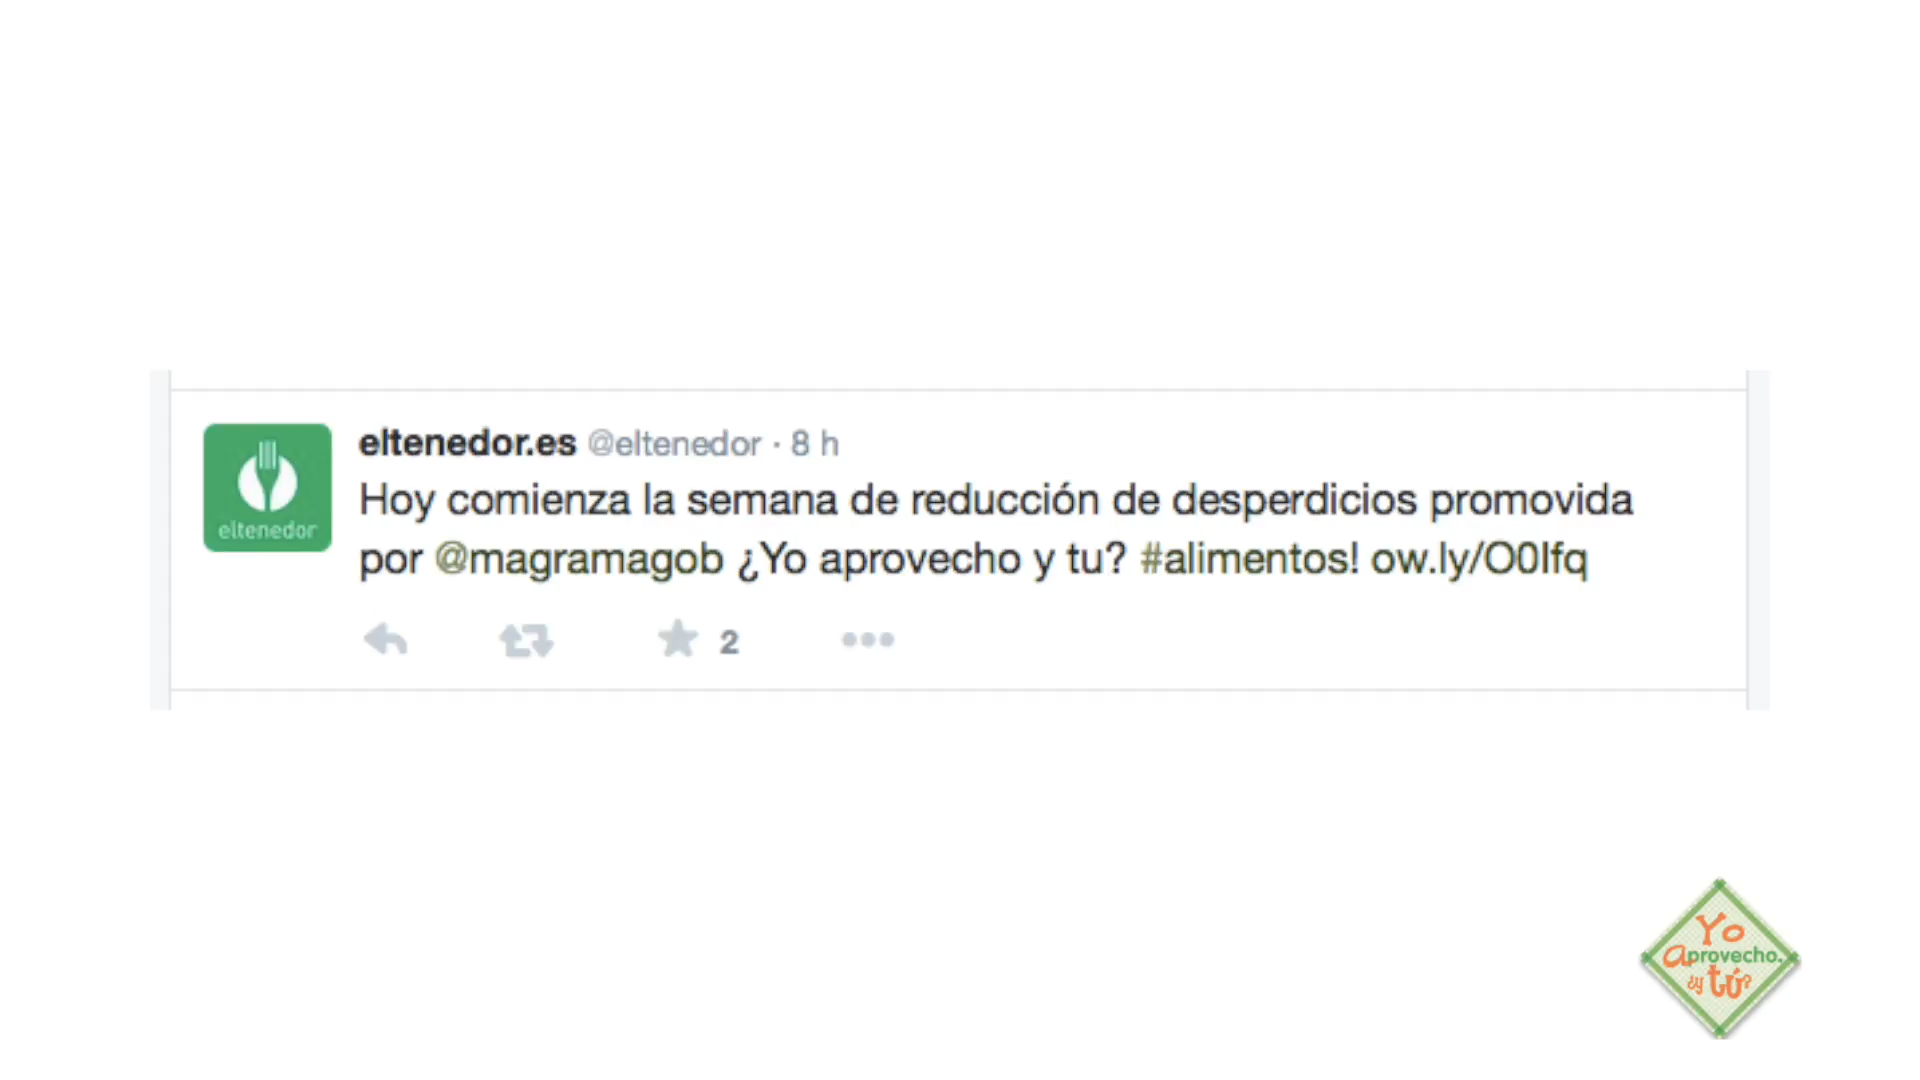 eltenedor.es @eltenedor · 8 h
Hoy comienza la semana de reducción de desperdicios promovida
por @magramagob ¿Yo aprovecho y tu? #alimentos! ow.ly/O0lfq
2
eltenedor
Yo
aprovecho.
¿y tú?